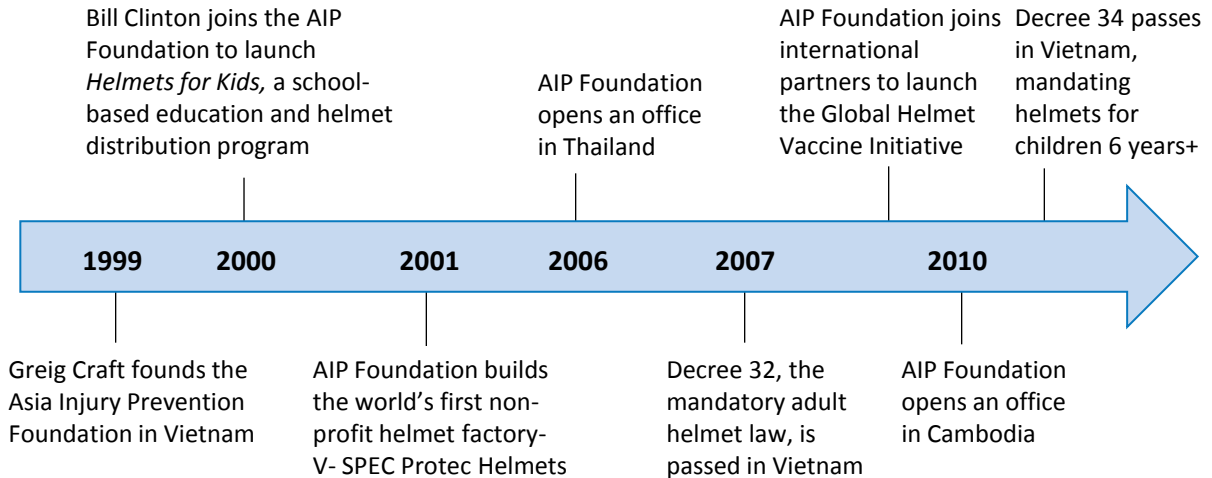 Bill Clinton joins the AIP
Foundation to launch
Helmets for Kids, a school-
based education and helmet
distribution program
AIP Foundation
opens an office
in Thailand
AIP Foundation joins
international
partners to launch
the Global Helmet
Vaccine Initiative
Decree 34 passes
in Vietnam,
mandating
helmets for
children 6 years+
1999
2000
2001
2006
2007
2010
Greig Craft founds the
Asia Injury Prevention
Foundation in Vietnam
AIP Foundation builds
the world’s first non-
profit helmet factory-
V- SPEC Protec Helmets
Decree 32, the
mandatory adult
helmet law, is
passed in Vietnam
AIP Foundation
opens an office
in Cambodia